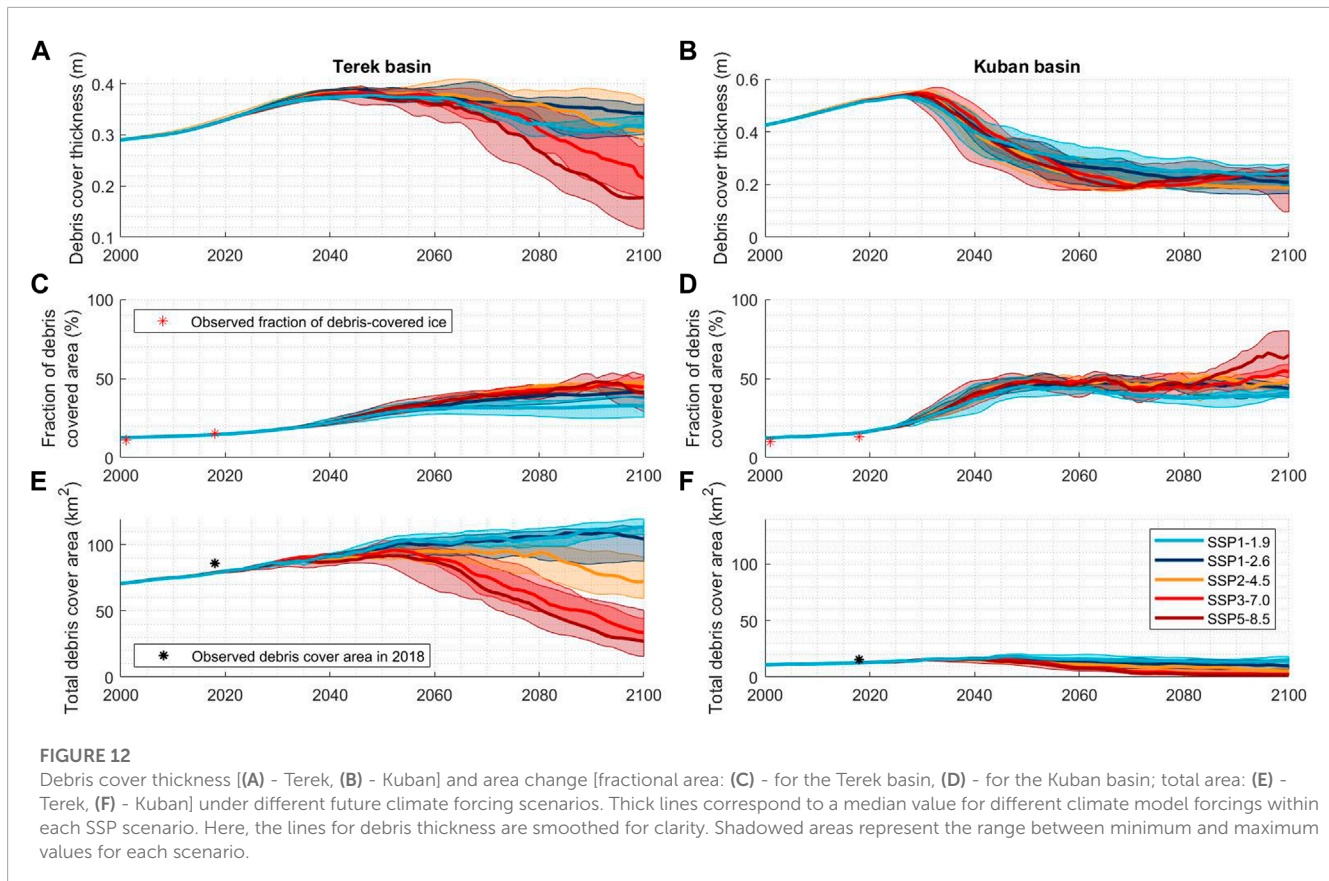 A
Terek basin
Debris cover thickness (m)
0.4
0.3
0.2
0.1
2000 2020 2040 2060 2080 2100
B
Kuban basin
Debris cover thickness (m)
0.6
0.4
0.2
0
2000 2020 2040 2060 2080 2100
C
Fraction of debris
covered area (%)
100
50
0
Observed fraction of debris-covered ice
2000 2020 2040 2060 2080 2100
D
Fraction of debris
covered area (%)
100
50
0
2000 2020 2040 2060 2080 2100
E
Total debris cover area (km²)
100
50
0
Observed debris cover area in 2018
2000 2020 2040 2060 2080 2100
F
Total debris cover area (km²)
100
50
0
SSP1-1.9
SSP1-2.6
SSP2-4.5
SSP3-7.0
SSP5-8.5
2000 2020 2040 2060 2080 2100
FIGURE 12
Debris cover thickness [(A) - Terek, (B) - Kuban] and area change [fractional area: (C) - for the Terek basin, (D) - for the Kuban basin; total area: (E) -
Terek, (F) - Kuban] under different future climate forcing scenarios. Thick lines correspond to a median value for different climate model forcings within
each SSP scenario. Here, the lines for debris thickness are smoothed for clarity. Shadowed areas represent the range between minimum and maximum
values for each scenario.